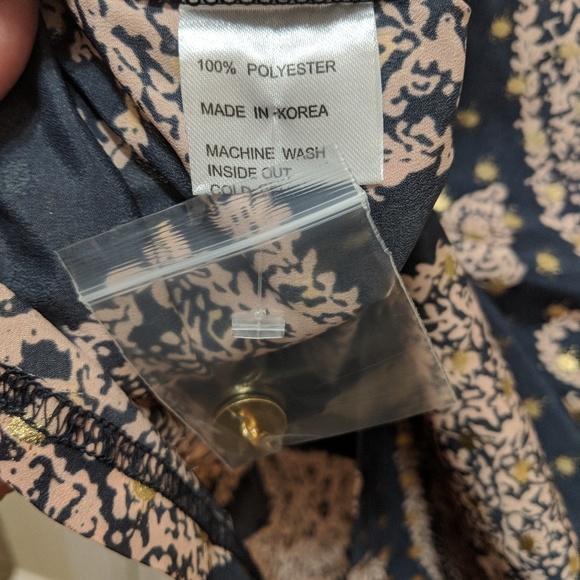 100% POLYESTER
MADE IN KOREA
MACHINE WASH
INSIDE OUT
COLD